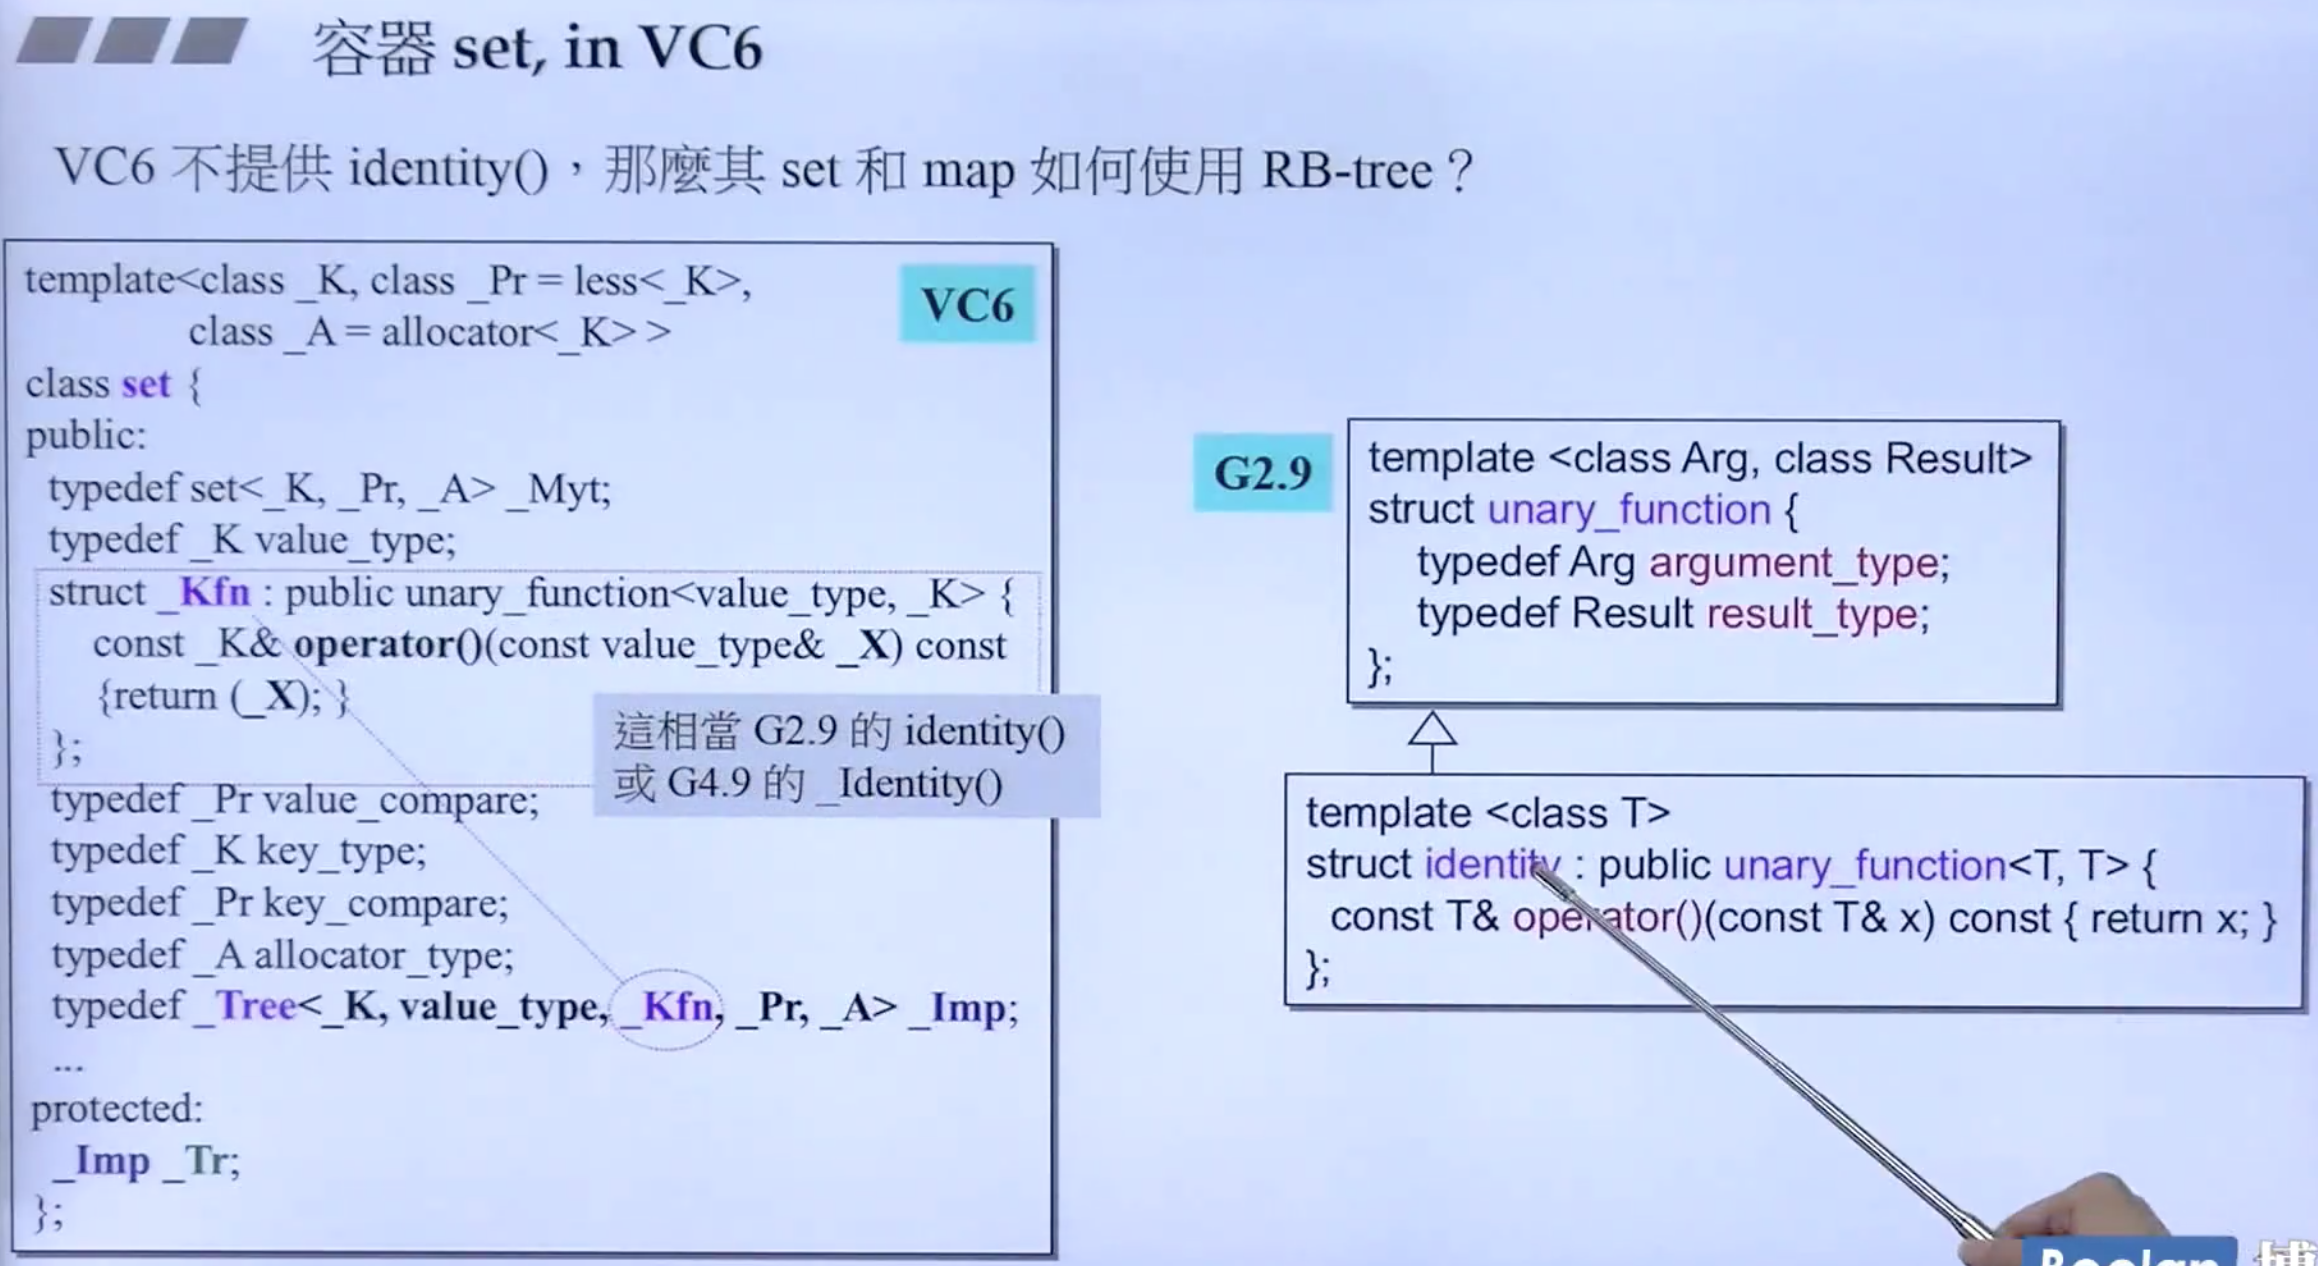 容器 set, in VC6
VC6 不提供 identity()，那麼其 set 和 map 如何使用 RB-tree？
template<class _K, class _Pr = less<_K>,
class _A = allocator<_K> >
VC6
class set {
public:
typedef set<_K, _Pr, _A> _Myt;
typedef _K value_type;
struct _Kfn : public unary_function<value_type, _K> {
const _K& operator()(const value_type& _X) const
{return (_X); }
};
這相當 G2.9 的 identity()
或 G4.9 的 _Identity()
typedef _Pr value_compare;
typedef _K key_type;
typedef _Pr key_compare;
typedef _A allocator_type;
typedef _Tree<_K, value_type, _Kfn, _Pr, _A> _Imp;
...
protected:
_Imp _Tr;
};
G2.9
template <class Arg, class Result>
struct unary_function {
typedef Arg argument_type;
typedef Result result_type;
};
template <class T>
struct identity : public unary_function<T, T> {
const T& operator()(const T& x) const { return x; }
};
Boolan 博